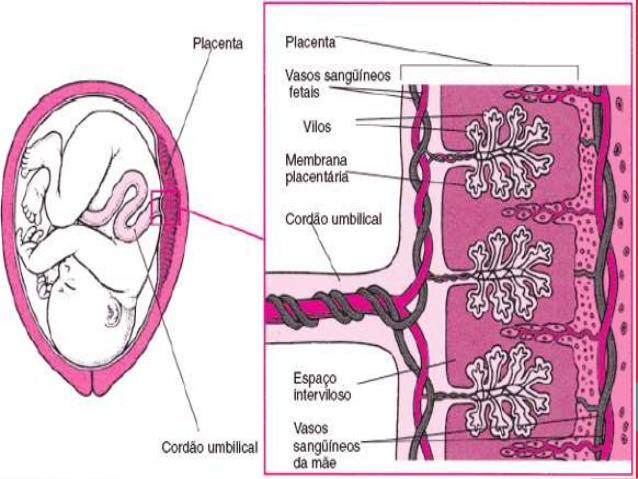 Placenta
Cordão umbilical
Placenta
Vasos sangüíneos
fetais
Vilos
Membrana
placentária
Cordão umbilical
Espaço
interviloso
Vasos
sangüíneos
da mãe